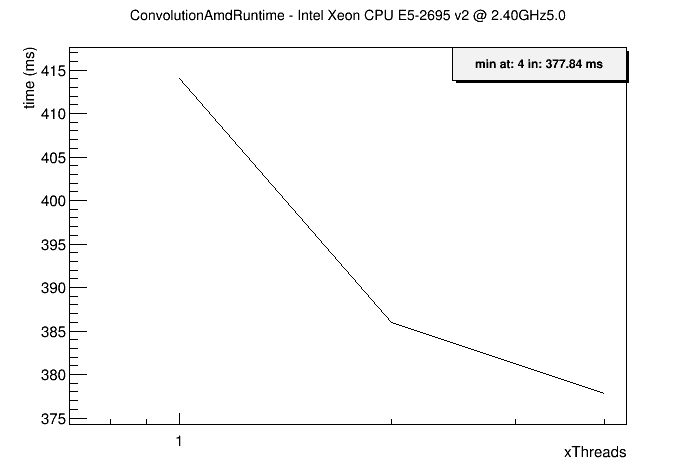 ConvolutionAmdRuntime - Intel Xeon CPU E5-2695 v2 @ 2.40GHz5.0
min at: 4 in: 377.84 ms
time (ms)
415
410
405
400
395
390
385
380
375
1
xThreads